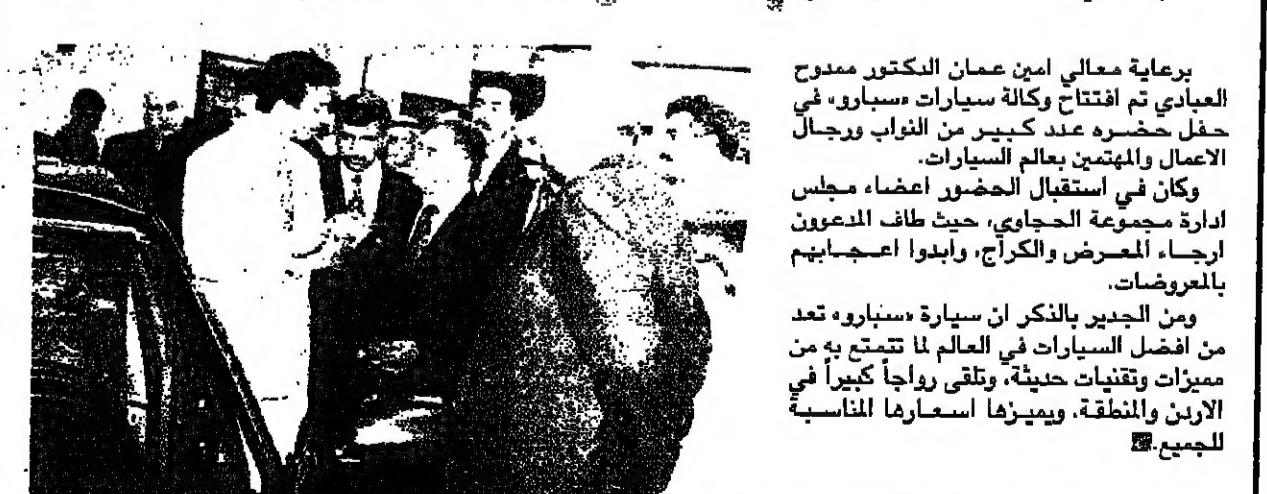 برعاية معالي امين عمان الدكتور ممدوح
العبادي تم افتتاح وكالة سيارات «سبارو» في
حفل حضره عدد كبير من النواب ورجال
الاعمال والمهتمين بعالم السيارات.
وكان في استقبال الحضور اعضاء مجلس
ادارة مجموعة الحجاوي، حيث طاف المدعوون
ارجاء المعرض والكراج، وابدوا اعجابهم
بالمعروضات.
ومن الجدير بالذكر ان سيارة «سبارو» تعد
من افضل السيارات في العالم لما تتمتع به من
مميزات وتقنيات حديثة، وتلقى رواجاً كبيراً في
الاردن والمنطقة، ويميزها اسعارها المناسبة
للجميع.